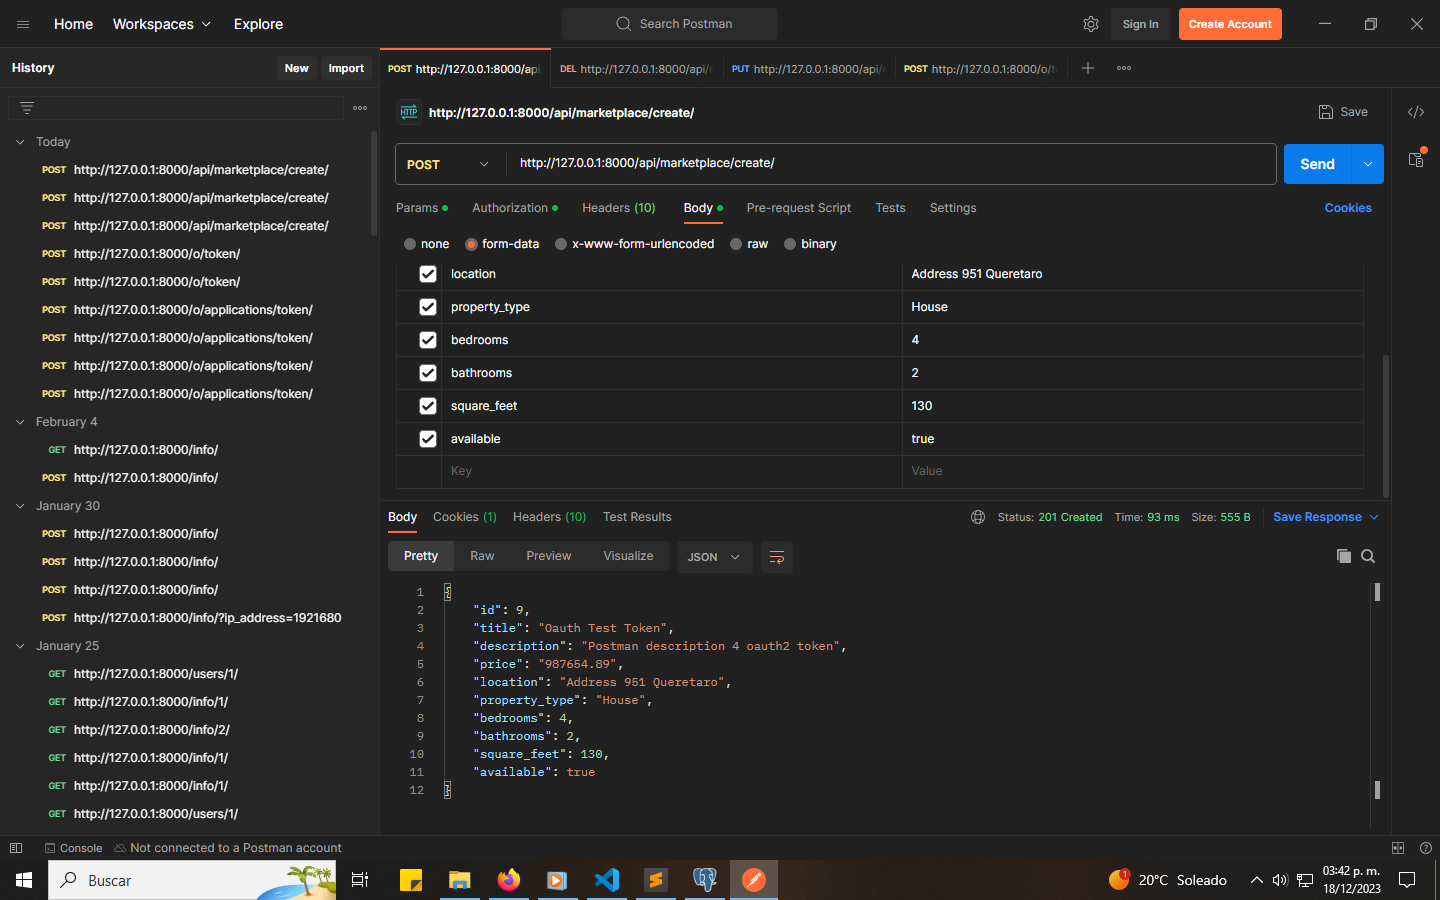 Home Workspaces Explore Search Postman Sign In Create Account
History New Import
POST http://127.0.0.1:8000/api DEL http://127.0.0.1:8000/api/ PUT http://127.0.0.1:8000/api/ POST http://127.0.0.1:8000/o/t
HTTP http://127.0.0.1:8000/api/marketplace/create/ Save
POST http://127.0.0.1:8000/api/marketplace/create/ Send
Params Authorization Headers (10) Body Pre-request Script Tests Settings Cookies
none form-data x-www-form-urlencoded raw binary
location Address 951 Queretaro
property_type House
bedrooms 4
bathrooms 2
square_feet 130
available true
Key Value
Today
POST http://127.0.0.1:8000/api/marketplace/create/
POST http://127.0.0.1:8000/api/marketplace/create/
POST http://127.0.0.1:8000/api/marketplace/create/
POST http://127.0.0.1:8000/o/token/
POST http://127.0.0.1:8000/o/token/
POST http://127.0.0.1:8000/o/applications/token/
POST http://127.0.0.1:8000/o/applications/token/
POST http://127.0.0.1:8000/o/applications/token/
POST http://127.0.0.1:8000/o/applications/token/
February 4
GET http://127.0.0.1:8000/info/
POST http://127.0.0.1:8000/info/
January 30
POST http://127.0.0.1:8000/info/
POST http://127.0.0.1:8000/info/
POST http://127.0.0.1:8000/info/
POST http://127.0.0.1:8000/info/?ip_address=1921680
January 25
GET http://127.0.0.1:8000/users/1/
GET http://127.0.0.1:8000/info/1/
GET http://127.0.0.1:8000/info/2/
GET http://127.0.0.1:8000/info/1/
GET http://127.0.0.1:8000/info/1/
GET http://127.0.0.1:8000/users/1/
Body Cookies (1) Headers (10) Test Results Status: 201 Created Time: 93 ms Size: 555 B Save Response
Pretty Raw Preview Visualize JSON
1 {
2 "id": 9,
3 "title": "Oauth Test Token",
4 "description": "Postman description 4 oauth2 token",
5 "price": "987654.89",
6 "location": "Address 951 Queretaro",
7 "property_type": "House",
8 "bedrooms": 4,
9 "bathrooms": 2,
10 "square_feet": 130,
11 "available": true
12 }
Console Not connected to a Postman account
Buscar 1 20°C Soleado 03:42 p. m.
18/12/2023